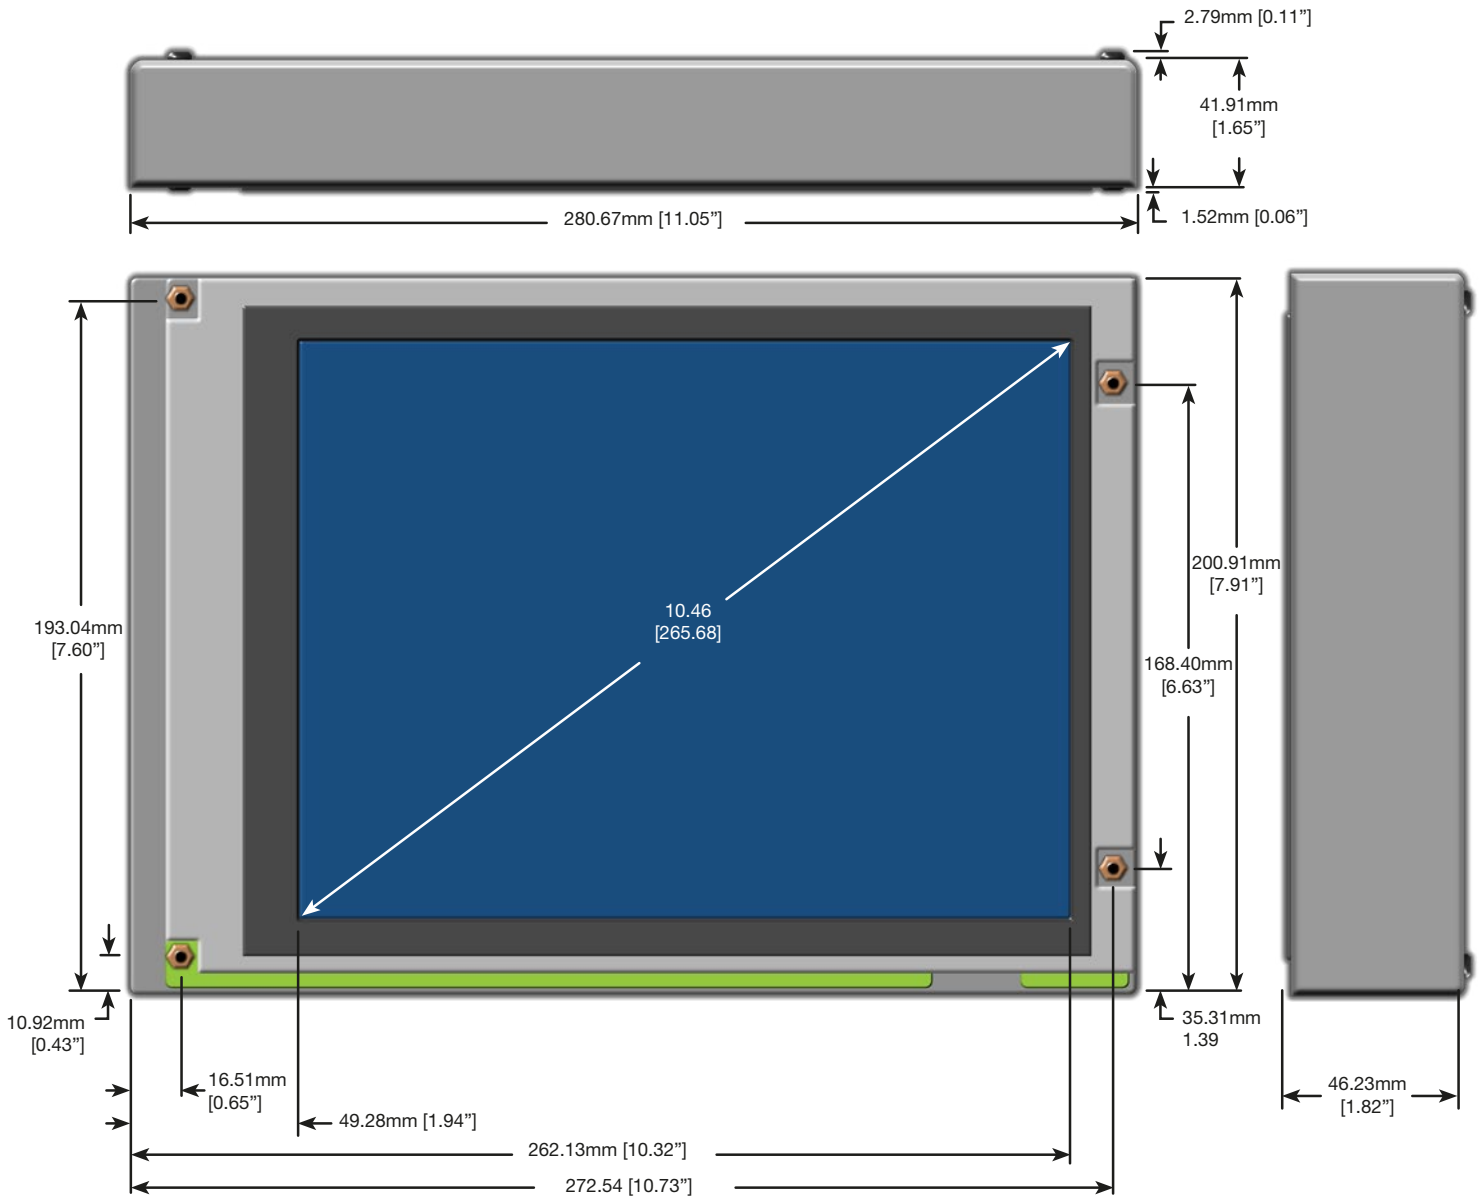 2.79mm [0.11”]
41.91mm
[1.65”]
280.67mm [11.05”]
1.52mm [0.06”]
200.91mm
[7.91”]
10.46
[265.68]
193.04mm
[7.60”]
168.40mm
[6.63”]
10.92mm
[0.43”]
35.31mm
1.39
16.51mm
[0.65”]
46.23mm
[1.82”]
49.28mm [1.94”]
262.13mm [10.32”]
272.54 [10.73”]